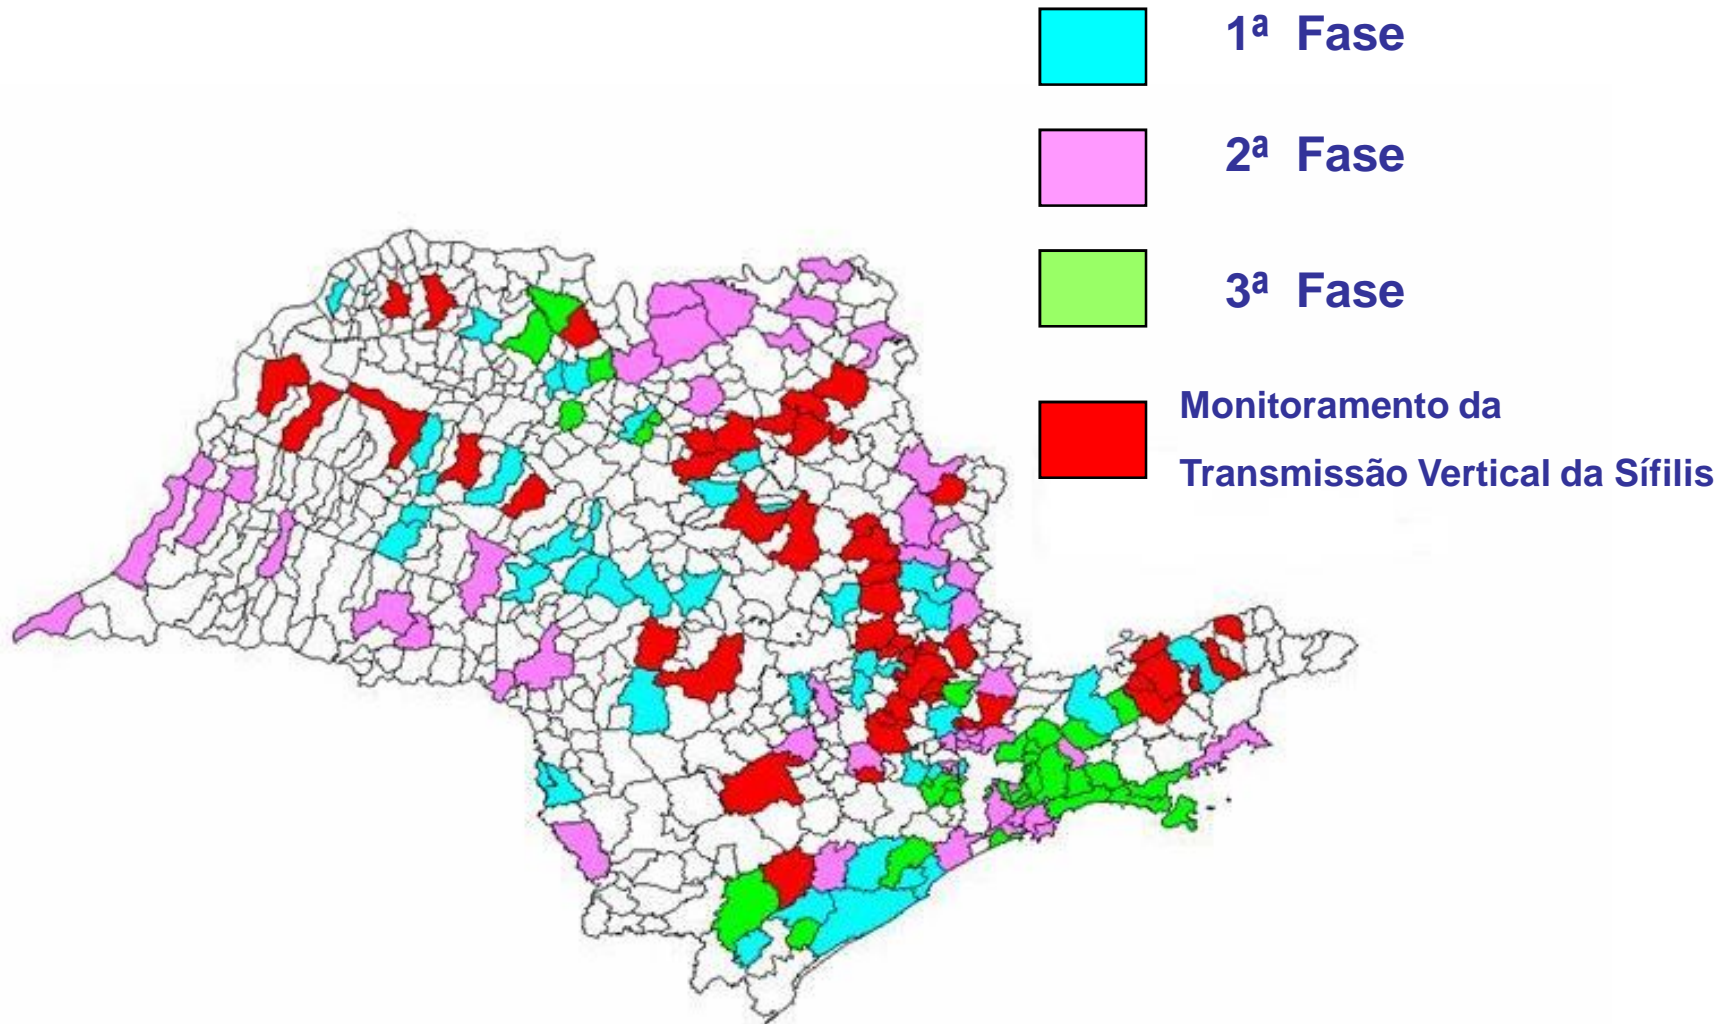 1ª Fase
2ª Fase
3ª Fase
Monitoramento da
Transmissão Vertical da Sífilis